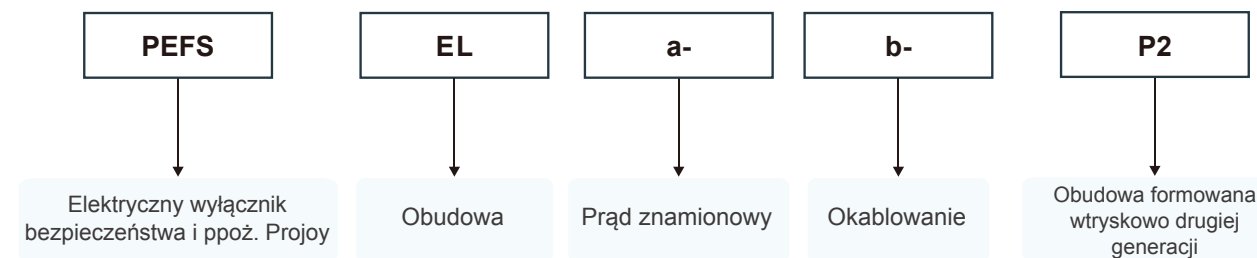 PEFS
EL
a-
b-
P2
Elektryczny wyłącznik
bezpieczeństwa i ppoż. Projoy
Obudowa
Prąd znamionowy
Okablowanie
Obudowa formowana
wtryskowo drugiej
generacji